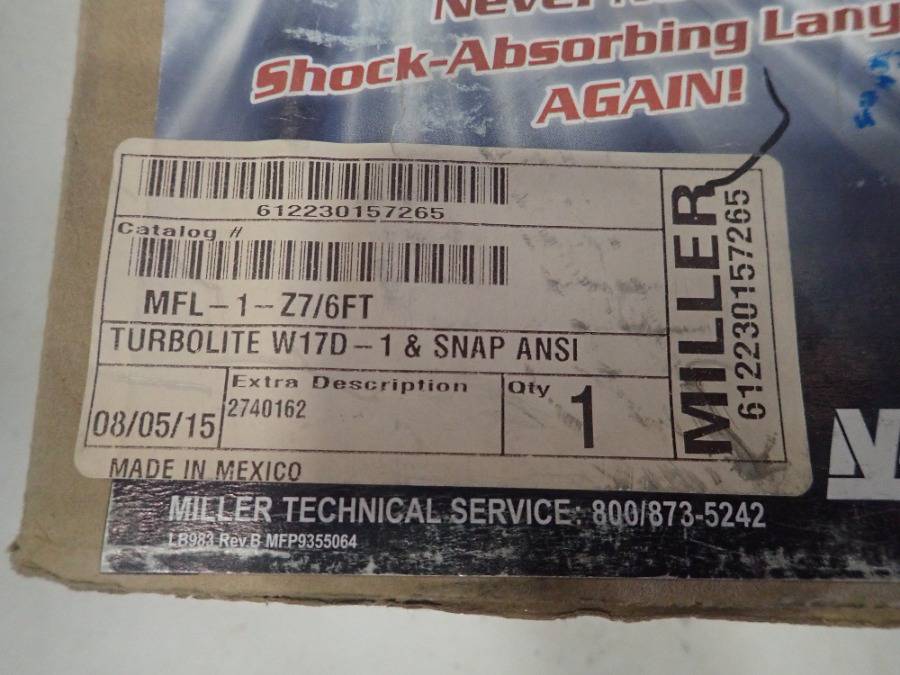 Never
Shock-Absorbing
AGAIN!
612230157265
Catalog #
MFL-1-Z7/6FT
TURBOLITE W17D-1 & SNAP ANSI
08/05/15
Extra Description
2740162
Qty
1
MILLER
612230157265
MADE IN MEXICO
MILLER TECHNICAL SERVICE: 800/873-5242
LB983 Rev.B MFP9355064